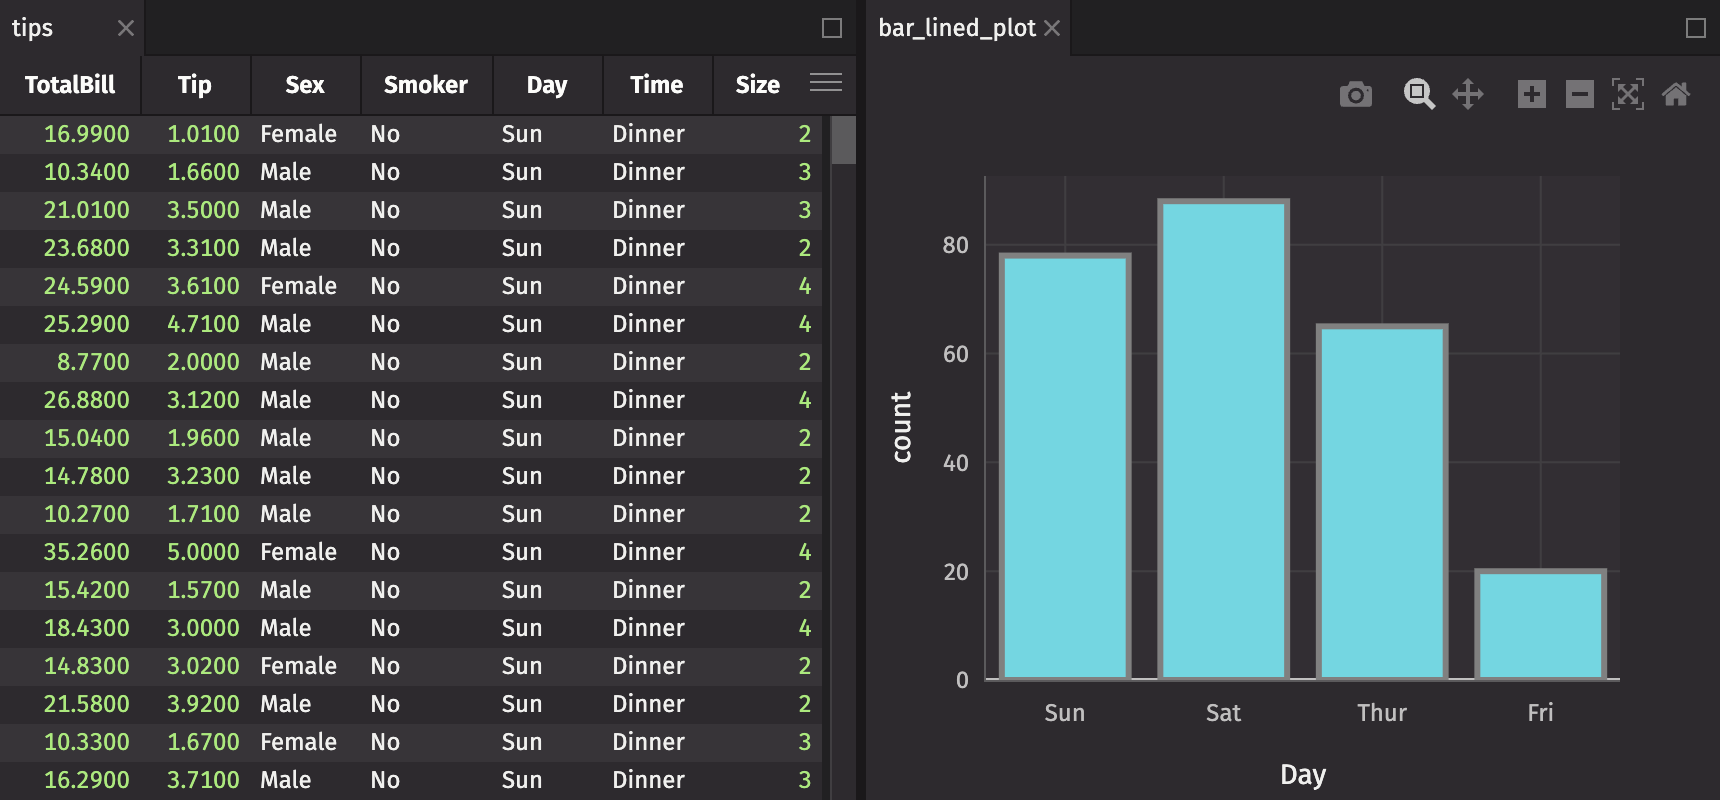 tips
TotalBill Tip Sex Smoker Day Time Size
16.9900 1.0100 Female No Sun Dinner 2
10.3400 1.6600 Male No Sun Dinner 3
21.0100 3.5000 Male No Sun Dinner 3
23.6800 3.3100 Male No Sun Dinner 2
24.5900 3.6100 Female No Sun Dinner 4
25.2900 4.7100 Male No Sun Dinner 4
8.7700 2.0000 Male No Sun Dinner 2
26.8800 3.1200 Male No Sun Dinner 4
15.0400 1.9600 Male No Sun Dinner 2
14.7800 3.2300 Male No Sun Dinner 2
10.2700 1.7100 Male No Sun Dinner 2
35.2600 5.0000 Female No Sun Dinner 4
15.4200 1.5700 Male No Sun Dinner 2
18.4300 3.0000 Male No Sun Dinner 4
14.8300 3.0200 Female No Sun Dinner 2
21.5800 3.9200 Male No Sun Dinner 2
10.3300 1.6700 Female No Sun Dinner 3
16.2900 3.7100 Male No Sun Dinner 3
bar_lined_plot
80
60
40
20
0
count
Sun Sat Thur Fri
Day